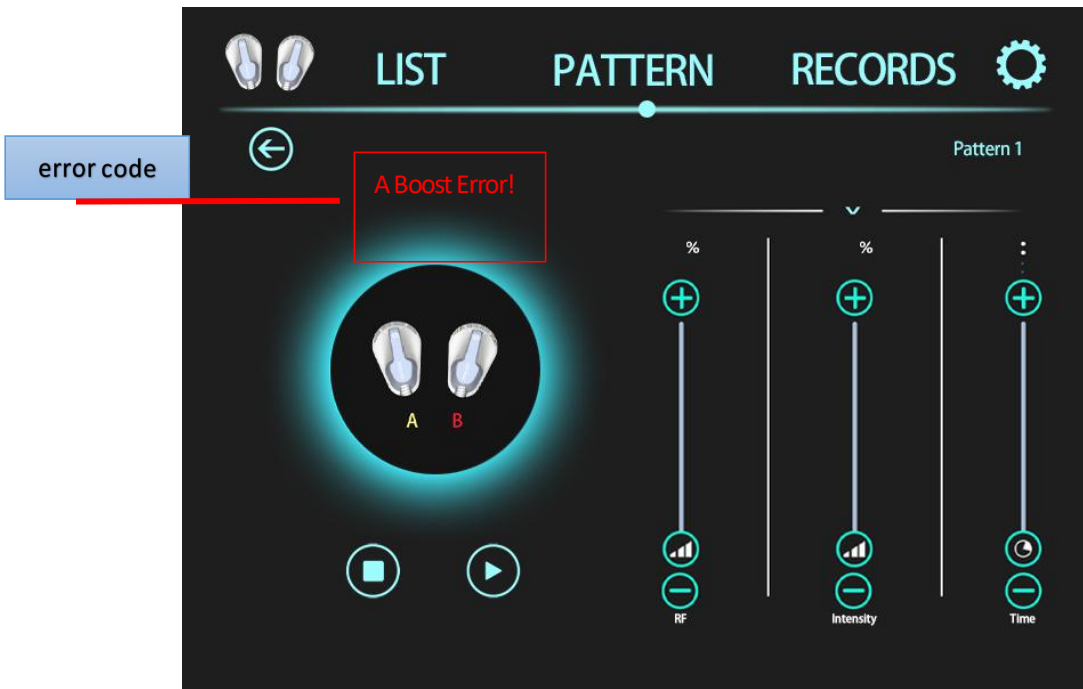 LIST PATTERN RECORDS
error code
Pattern 1
A Boost Error!
% % :
A B
RF Intensity Time